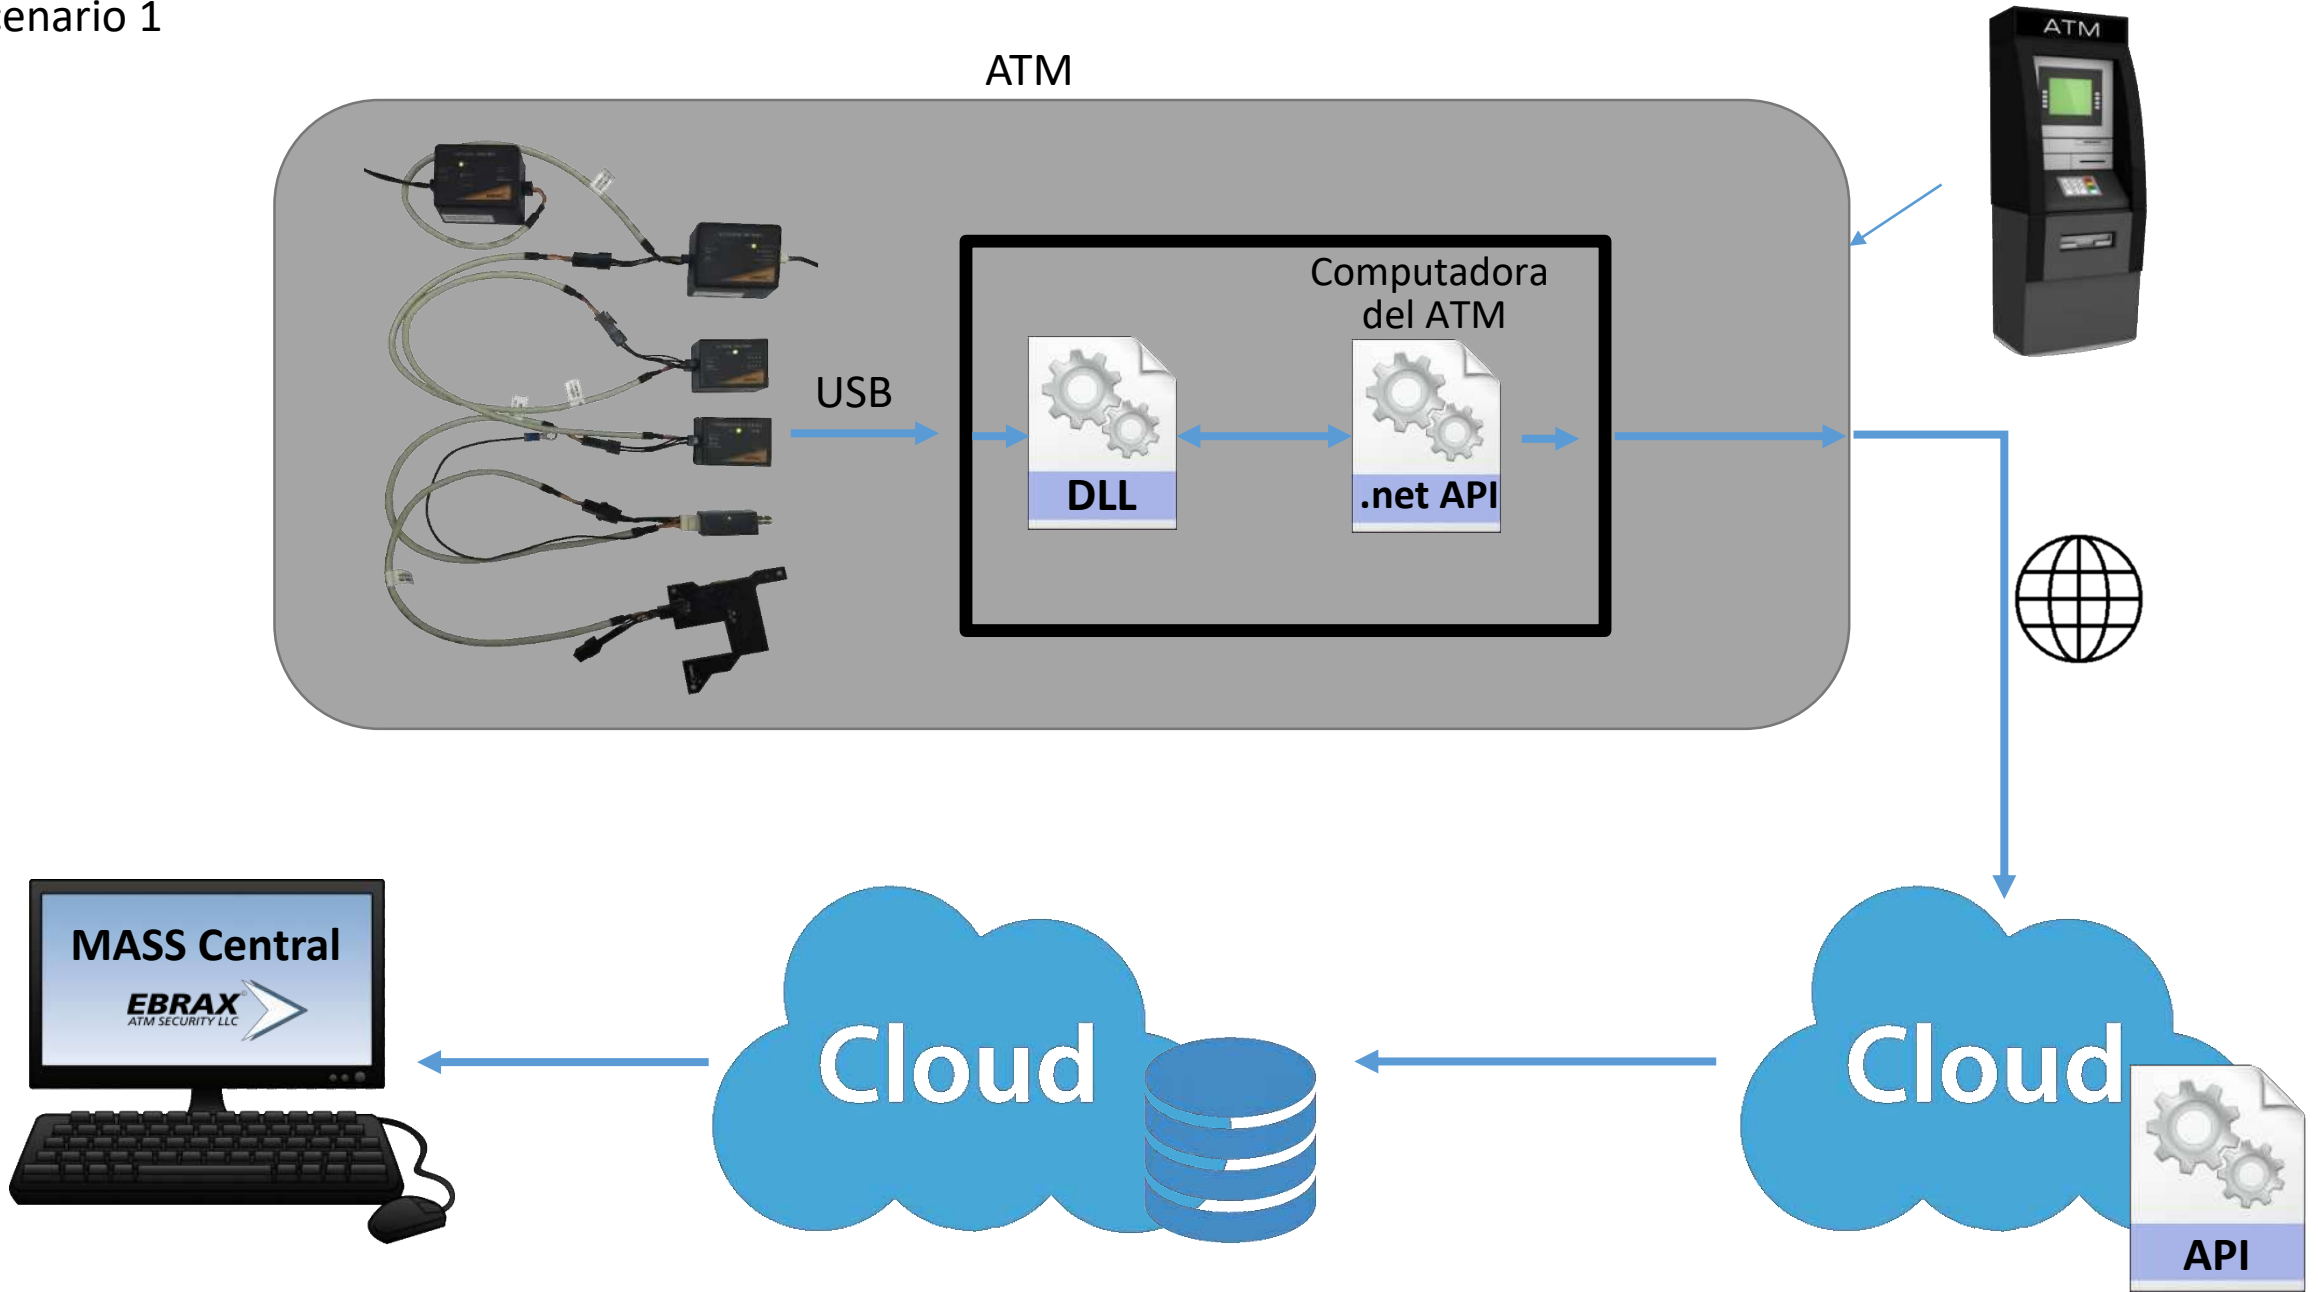 cenario 1
ATM
ATM
Computadora
del ATM
USB
DLL
.net API
MASS Central
EBRAX
ATM SECURITY LLC
Cloud
Cloud
API